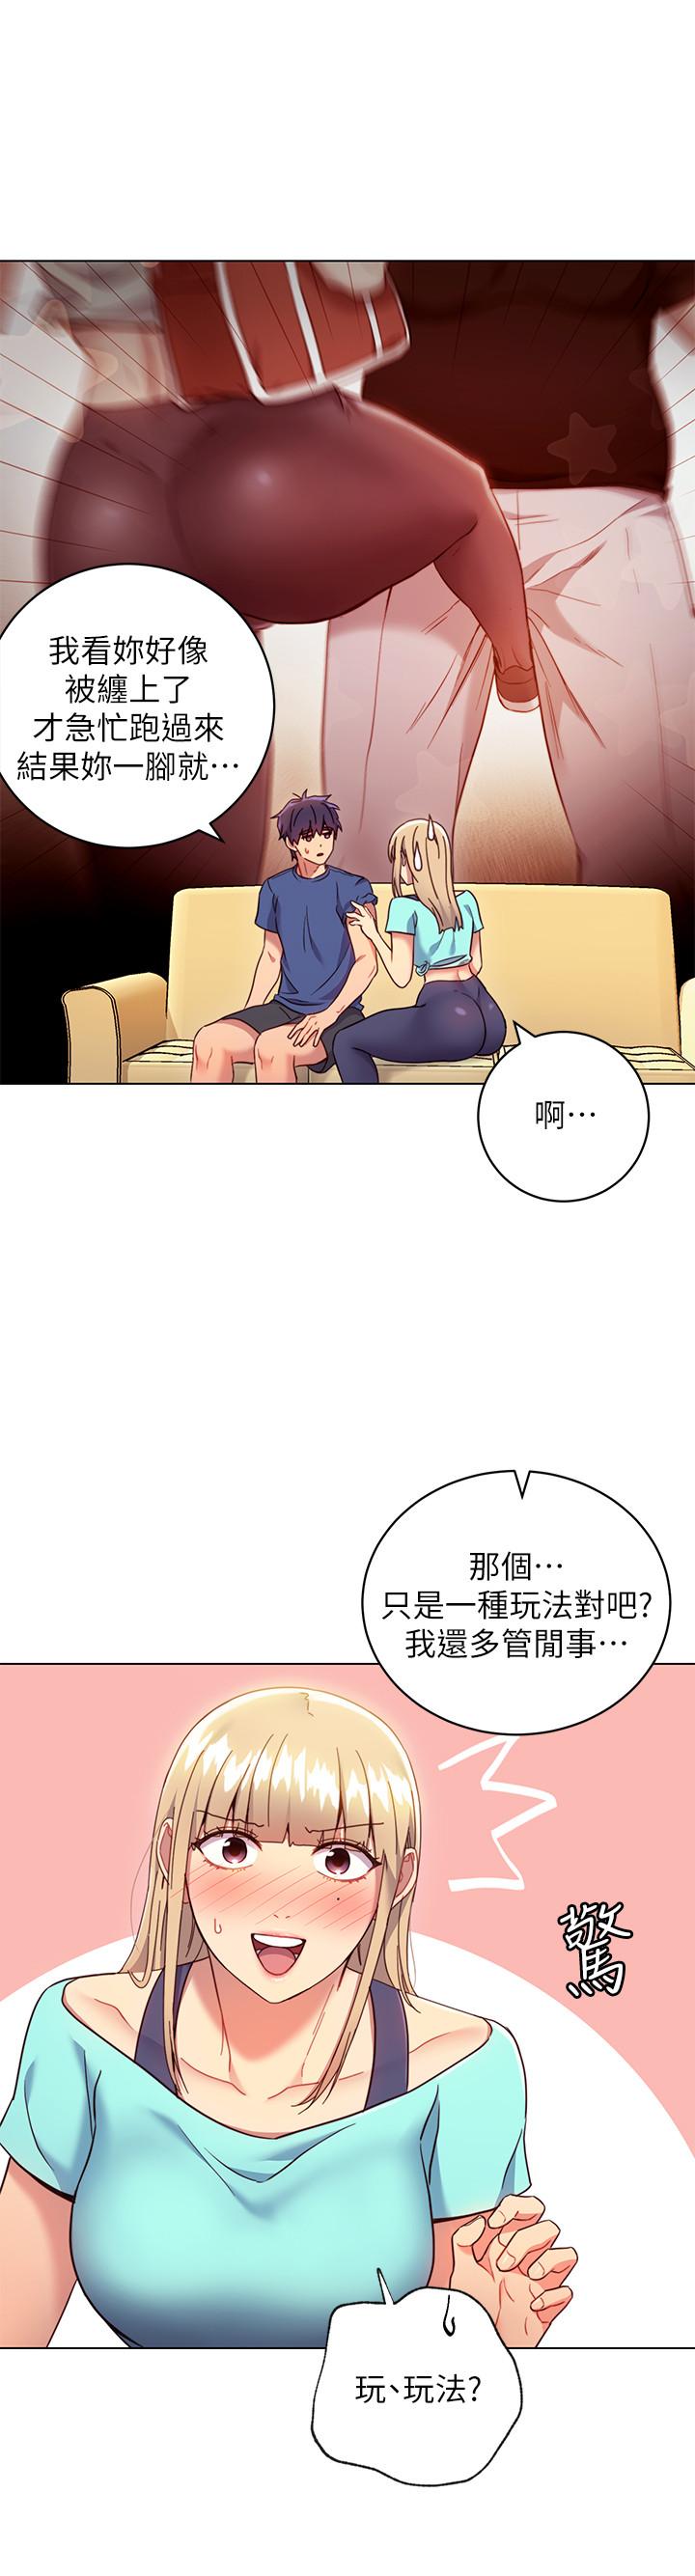 我看妳好像
被纏上了
才急忙跑過來
結果妳一腳就⋯
啊⋯
那個⋯
只是一種玩法對吧?
我還多管閒事⋯
驚
玩、玩法?